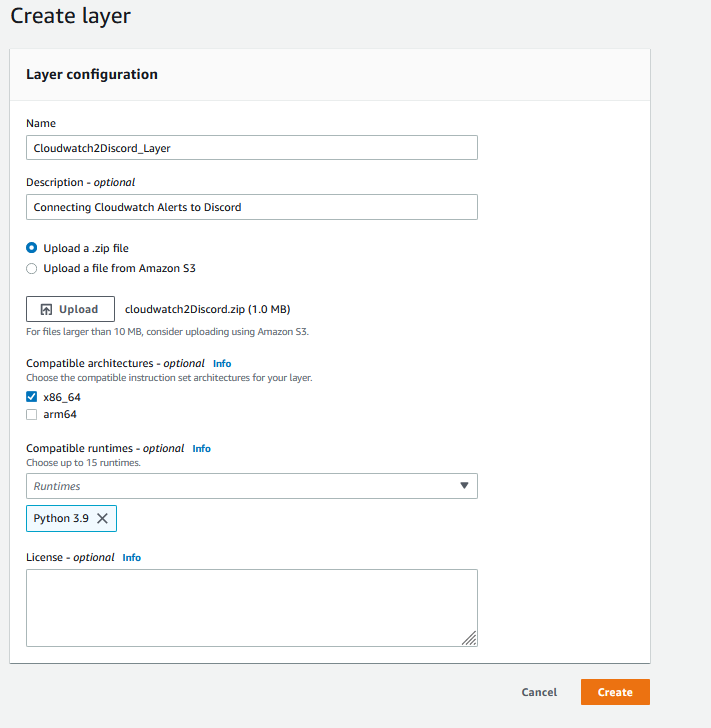 Create layer
Layer configuration
Name
Cloudwatch2Discord_Layer
Description - optional
Connecting Cloudwatch Alerts to Discord
Upload a .zip file
Upload a file from Amazon S3
Upload cloudwatch2Discord.zip (1.0 MB)
For files larger than 10 MB, consider uploading using Amazon S3.
Compatible architectures - optional Info
Choose the compatible instruction set architectures for your layer.
x86_64
arm64
Compatible runtimes - optional Info
Choose up to 15 runtimes.
Runtimes
Python 3.9
License - optional Info
Cancel Create